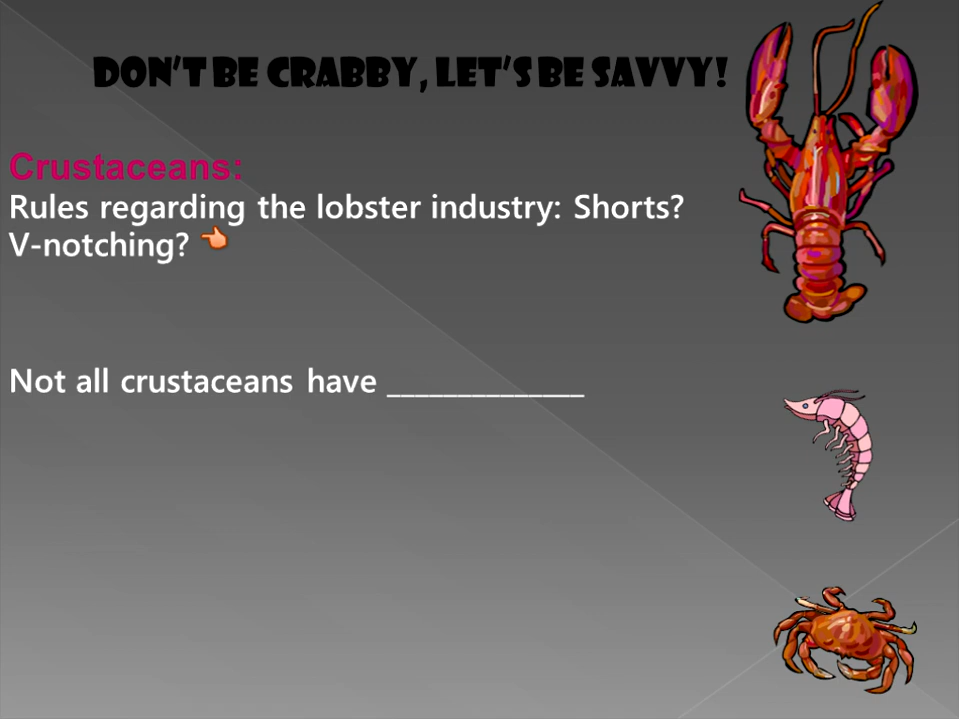 DON'T BE CRABBY, LET'S BE SAVVY!
Crustaceans:
Rules regarding the lobster industry: Shorts?
V-notching?
Not all crustaceans have _____________